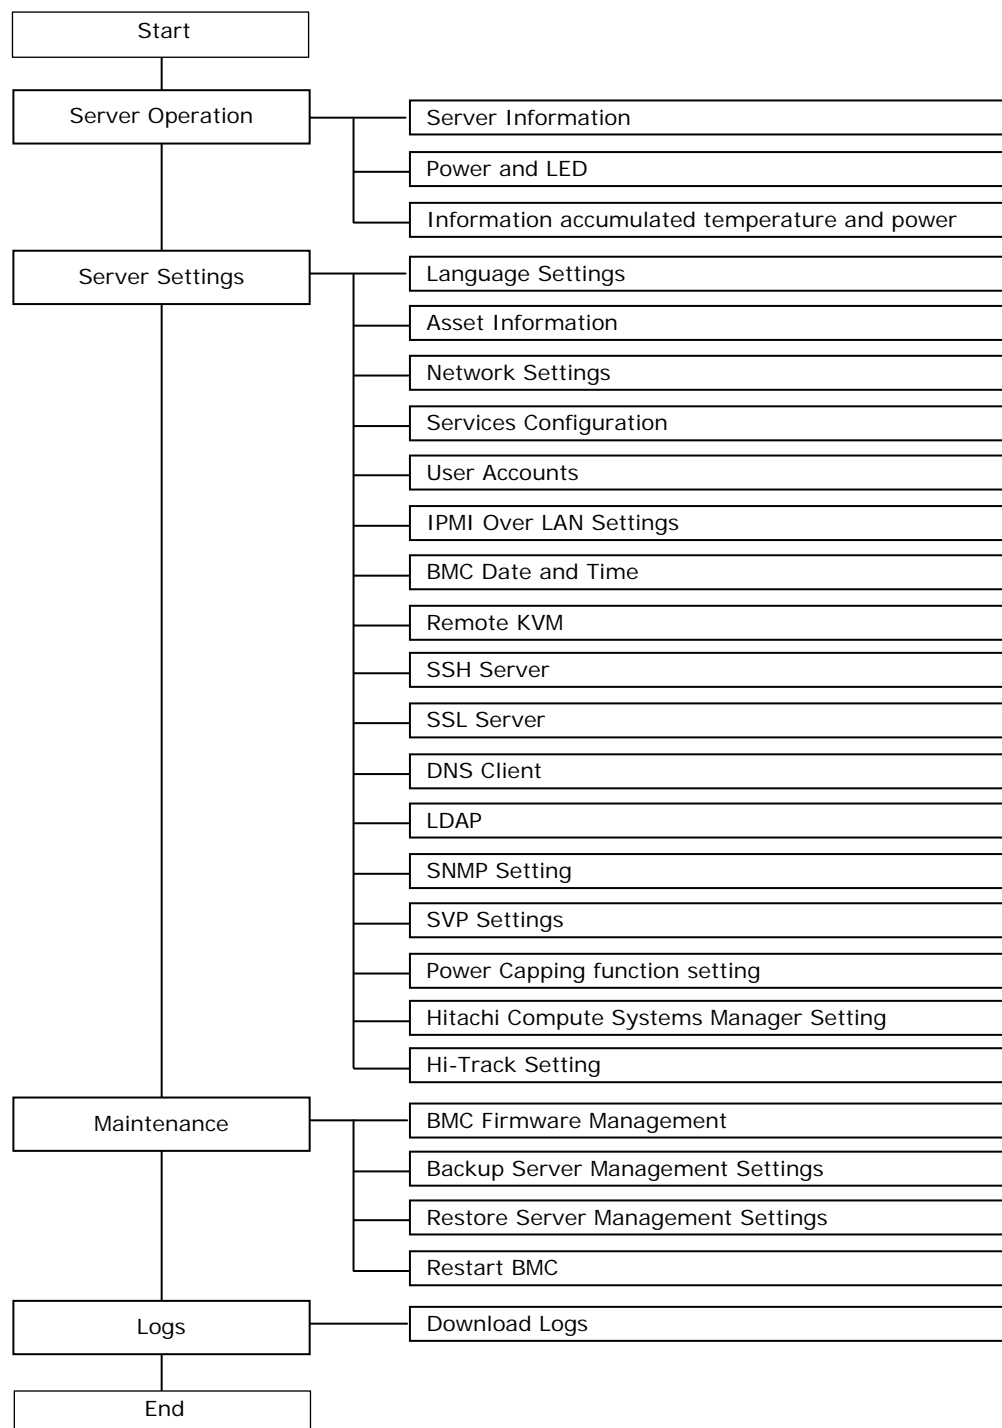 Start
Server Operation
Server Information
Power and LED
Information accumulated temperature and power
Server Settings
Language Settings
Asset Information
Network Settings
Services Configuration
User Accounts
IPMI Over LAN Settings
BMC Date and Time
Remote KVM
SSH Server
SSL Server
DNS Client
LDAP
SNMP Setting
SVP Settings
Power Capping function setting
Hitachi Compute Systems Manager Setting
Hi-Track Setting
Maintenance
BMC Firmware Management
Backup Server Management Settings
Restore Server Management Settings
Restart BMC
Logs
Download Logs
End